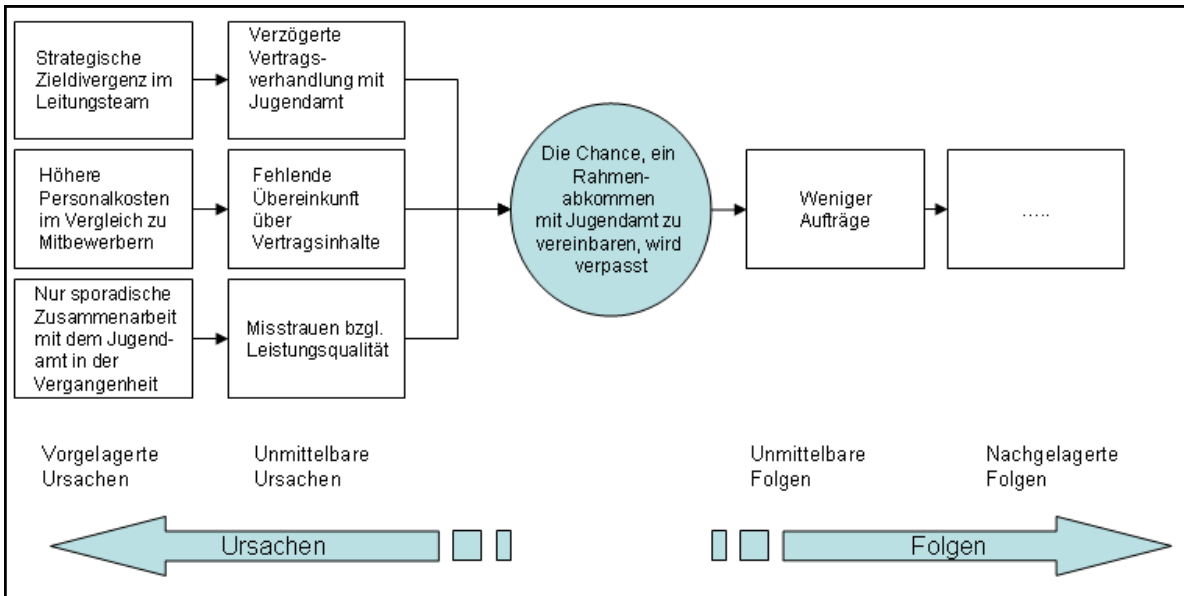 Strategische
Zieldivergenz im
Leitungsteam
Verzögerte
Vertrags-
verhandlung mit
Jugendamt
Höhere
Personalkosten
im Vergleich zu
Mitbewerbern
Fehlende
Übereinkunft
über
Vertragsinhalte
Nur sporadische
Zusammenarbeit
mit dem Jugend-
amt in der
Vergangenheit
Misstrauen bzgl.
Leistungsqualität
Die Chance, ein
Rahmen-
abkommen
mit Jugendamt zu
vereinbaren, wird
verpasst
Weniger
Aufträge
.....
Vorgelagerte
Ursachen
Unmittelbare
Ursachen
Unmittelbare
Folgen
Nachgelagerte
Folgen
Ursachen
Folgen